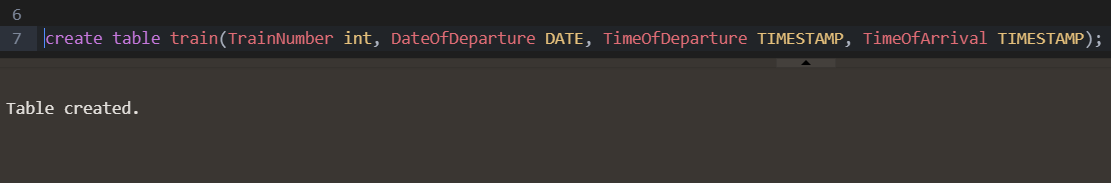 6
7 create table train(TrainNumber int, DateOfDeparture DATE, TimeOfDeparture TIMESTAMP, TimeOfArrival TIMESTAMP);
Table created.